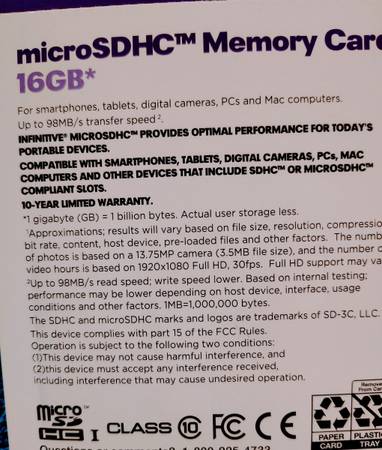 microSDHC™ Memory Card
16GB*
For smartphones, tablets, digital cameras, PCs and Mac computers.
Up to 98MB/s transfer speed².
INFINITIVE® MICROSDHC™ PROVIDES OPTIMAL PERFORMANCE FOR TODAY'S
PORTABLE DEVICES.
COMPATIBLE WITH SMARTPHONES, TABLETS, DIGITAL CAMERAS, PCs, MAC
COMPUTERS AND OTHER DEVICES THAT INCLUDE SDHC™ OR MICROSDHC™
COMPLIANT SLOTS.
10-YEAR LIMITED WARRANTY.
*1 gigabyte (GB) = 1 billion bytes. Actual user storage less.
¹Approximations; results will vary based on file size, resolution, compression
bit rate, content, host device, pre-loaded files and other factors. The
of photos is based on a 13.75MP camera (3.5MB file size), and the number
video hours is based on 1920x1080 Full HD, 30fps. Full HD support may
²Up to 98MB/s read speed; write speed lower. Based on internal testing;
performance may be lower depending on host device, interface, usage
conditions and other factors. 1MB=1,000,000 bytes.
The SDHC and microSDHC marks and logos are trademarks of SD-3C, LLC.
This device complies with part 15 of the FCC Rules.
Operation is subject to the following two conditions:
(1)This device may not cause harmful interference, and
(2)this device must accept any interference received,
including interference that may cause undesired operation.
micro SD HC I CLASS 10 FC CE
PAPER CARD
PLASTIC TRAY